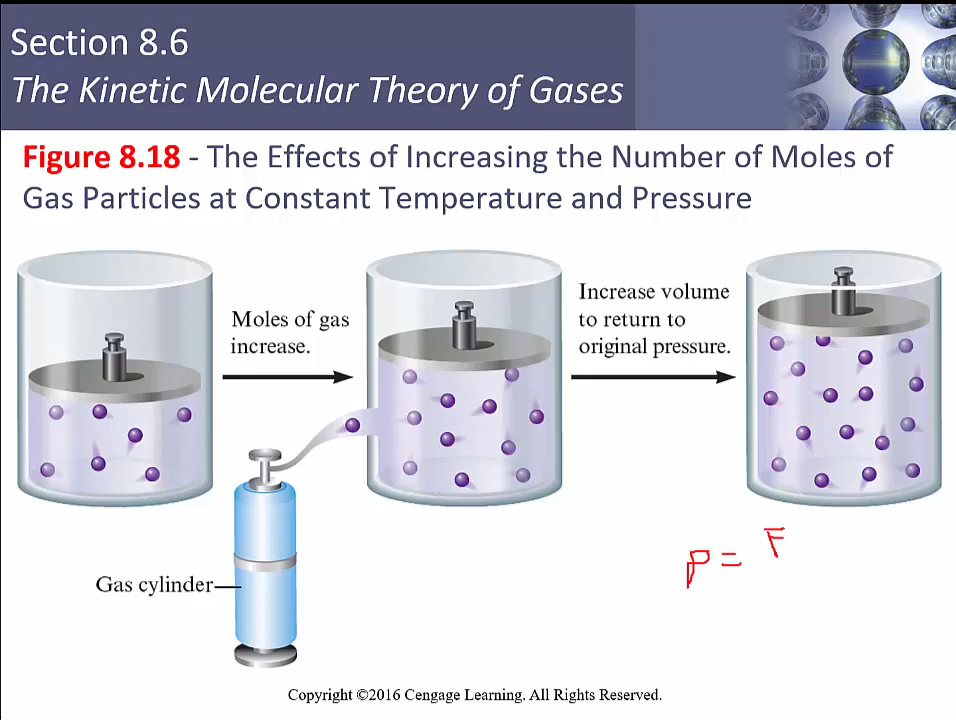 Section 8.6
The Kinetic Molecular Theory of Gases
Figure 8.18 - The Effects of Increasing the Number of Moles of
Gas Particles at Constant Temperature and Pressure
Moles of gas
increase.
Increase volume
to return to
original pressure.
Gas cylinder
P = F
Copyright ©2016 Cengage Learning. All Rights Reserved.